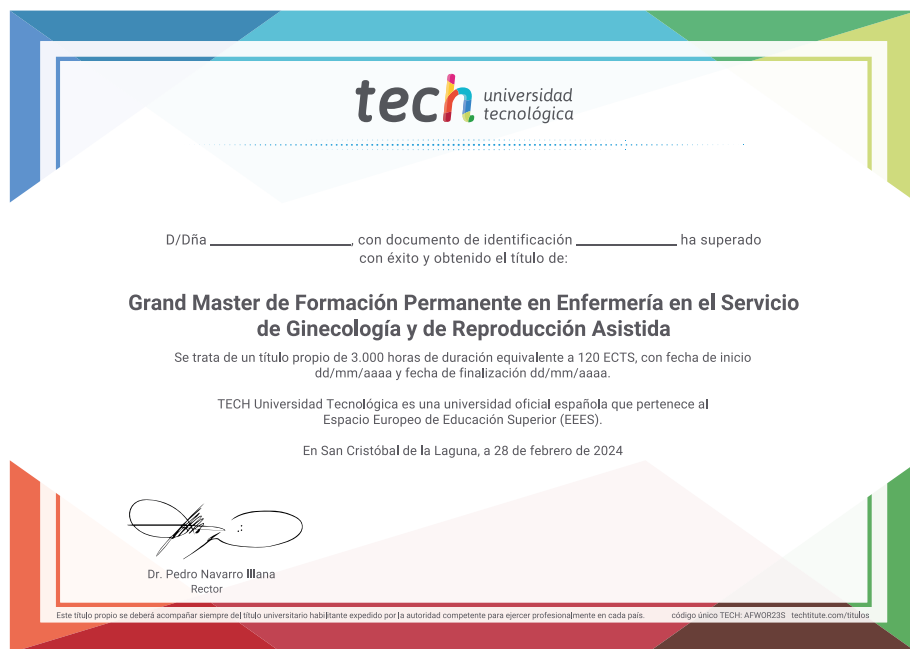 tech universidad
tecnológica
D/Dña ______________, con documento de identificación __________ ha superado
con éxito y obtenido el título de:
Grand Master de Formación Permanente en Enfermería en el Servicio
de Ginecología y de Reproducción Asistida
Se trata de un título propio de 3.000 horas de duración equivalente a 120 ECTS, con fecha de inicio
dd/mm/aaaa y fecha de finalización dd/mm/aaaa.
TECH Universidad Tecnológica es una universidad oficial española que pertenece al
Espacio Europeo de Educación Superior (EEES).
En San Cristóbal de la Laguna, a 28 de febrero de 2024
Dr. Pedro Navarro Illana
Rector
Este título propio se deberá acompañar siempre del título universitario habilitante expedido por la autoridad competente para ejercer profesionalmente en cada país. código único TECH: AFWOR23S techtitute.com/titulos